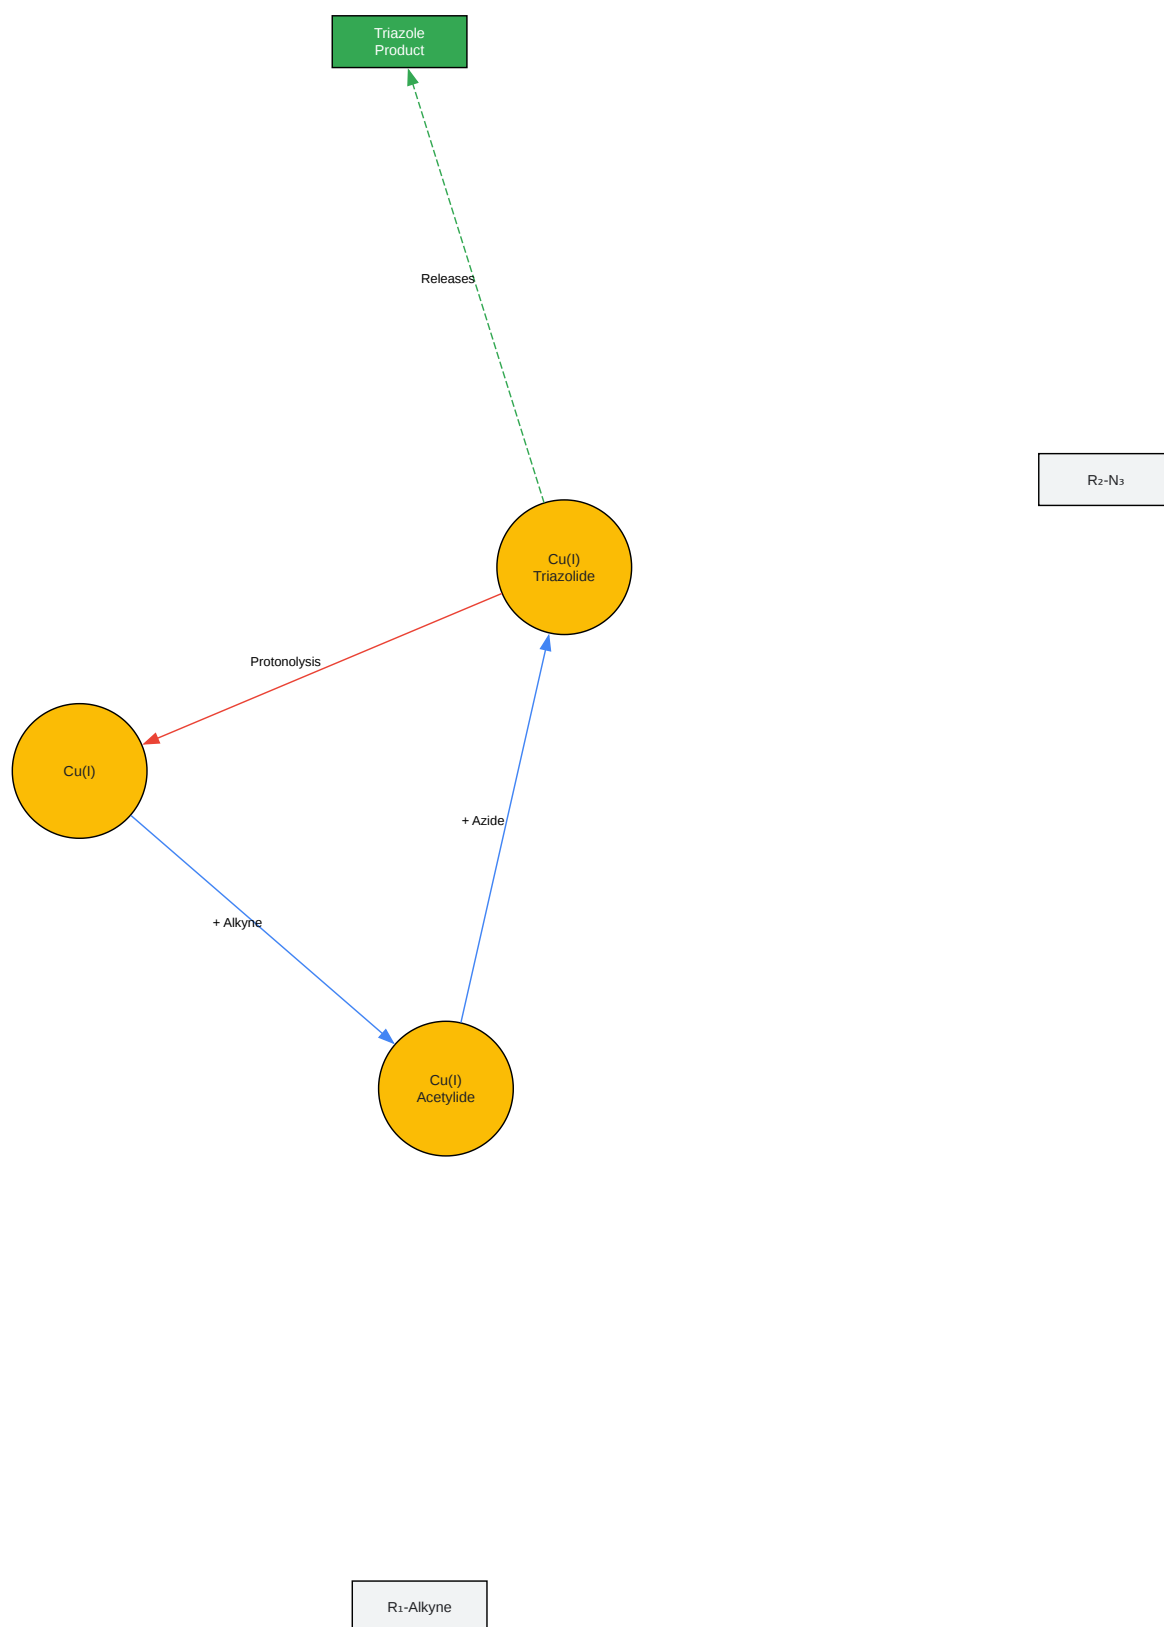 Triazole
Product
Releases
R₂-N₃
Cu(I)
Triazolide
Protonolysis
Cu(I)
+ Azide
+ Alkyne
Cu(I)
Acetylide
R₁-Alkyne